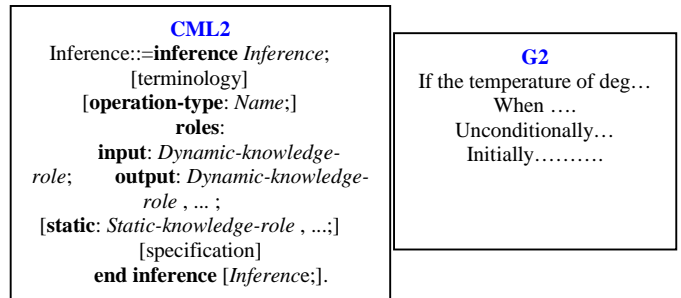 CML2
Inference::=inference Inference;
[terminology]
[operation-type: Name;]
roles:
input: Dynamic-knowledge-
role; output: Dynamic-knowledge-
role , ... ;
[static: Static-knowledge-role , ...;]
[specification]
end inference [Inference;].
G2
If the temperature of deg…
When ….
Unconditionally…
Initially……….